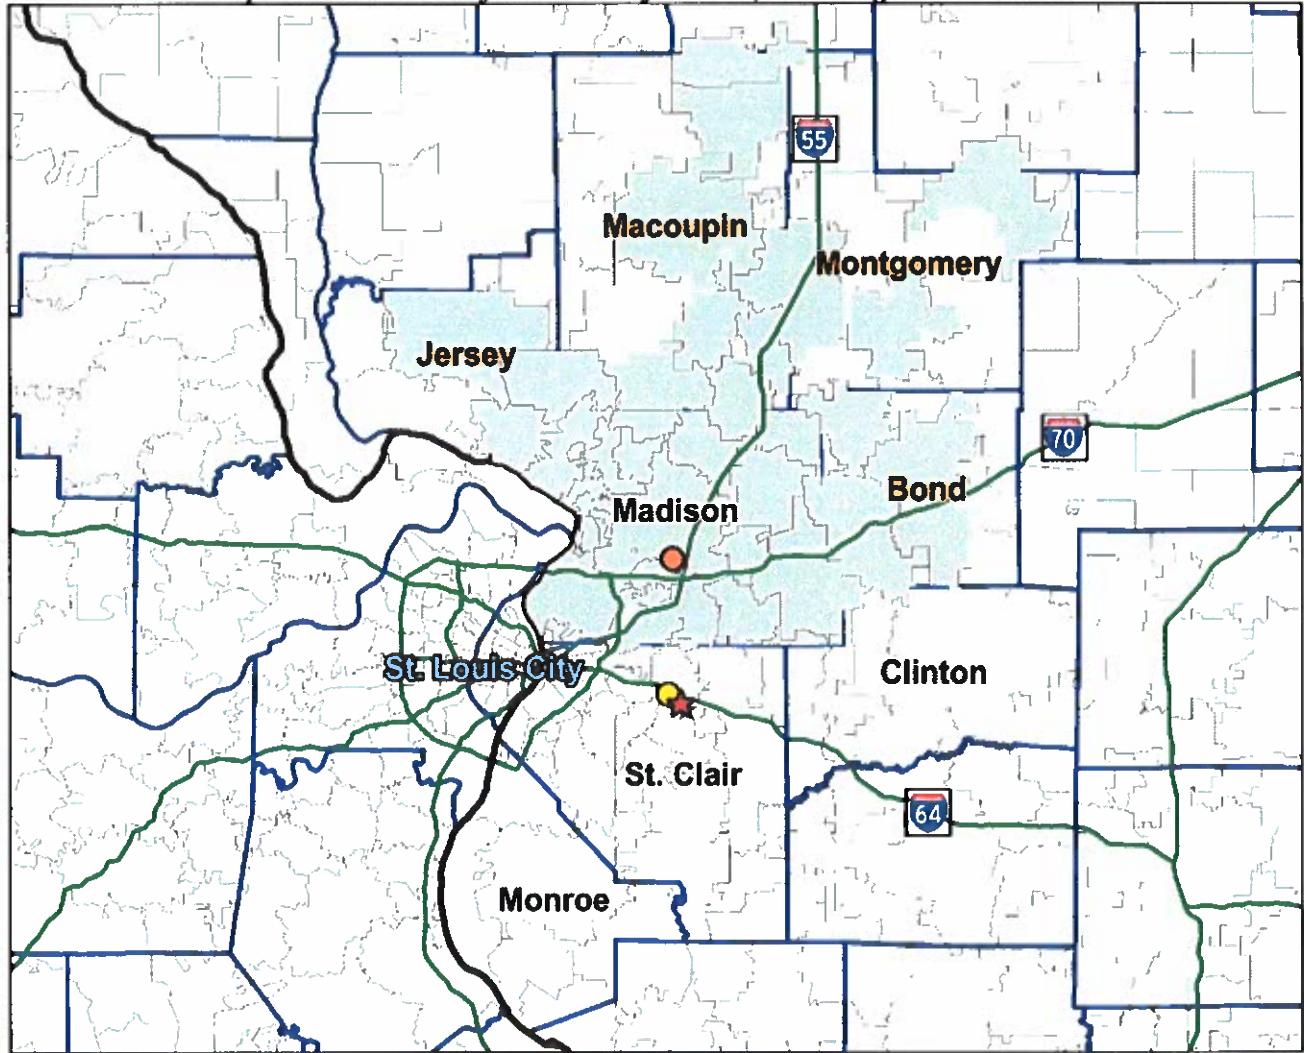 55
Macoupin
Montgomery
Jersey
70
Bond
Madison
St. Louis City
Clinton
St. Clair
64
Monroe